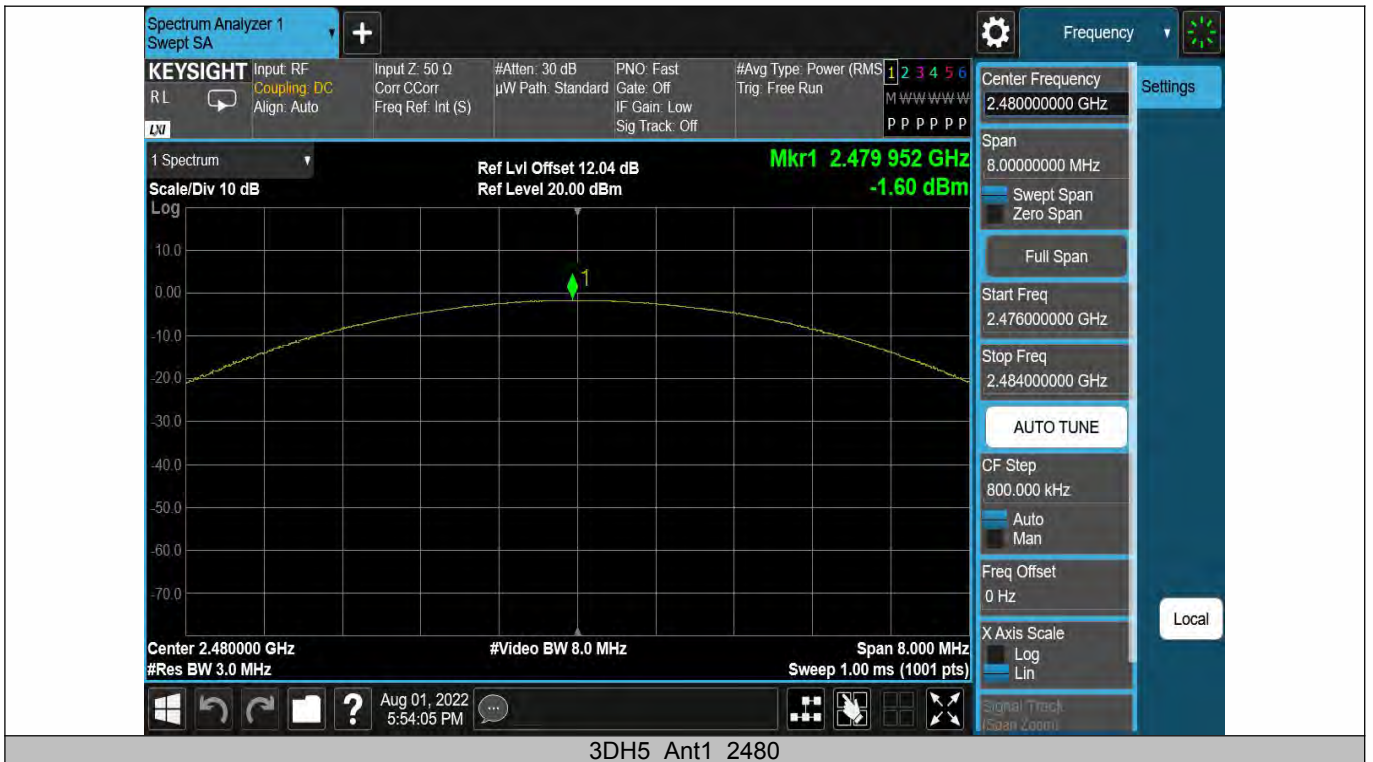 Spectrum Analyzer 1
Swept SA
+
Frequency
KEYSIGHT
RL
LXI
Input: RF
Coupling: DC
Align: Auto
Input Z: 50 Ω
Corr CCorr
Freq Ref: Int (S)
#Atten: 30 dB
µW Path: Standard
PNO: Fast
Gate: Off
IF Gain: Low
Sig Track: Off
#Avg Type: Power (RMS
Trig: Free Run
1 2 3 4 5 6
M W W W W W
P P P P P P
1 Spectrum
Scale/Div 10 dB
Log
Ref Lvl Offset 12.04 dB
Ref Level 20.00 dBm
Mkr1 2.479 952 GHz
-1.60 dBm
1
10.0
0.00
-10.0
-20.0
-30.0
-40.0
-50.0
-60.0
-70.0
Center 2.480000 GHz
#Res BW 3.0 MHz
#Video BW 8.0 MHz
Span 8.000 MHz
Sweep 1.00 ms (1001 pts)
Center Frequency
2.480000000 GHz
Settings
Span
8.00000000 MHz
Swept Span
Zero Span
Full Span
Start Freq
2.476000000 GHz
Stop Freq
2.484000000 GHz
AUTO TUNE
CF Step
800.000 kHz
Auto
Man
Freq Offset
0 Hz
X Axis Scale
Log
Lin
Signal Track
(Span Zoom)
Local
?
Aug 01, 2022
5:54:05 PM
3DH5_Ant1_2480